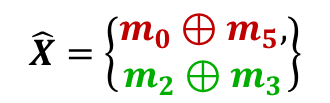 X̂ = { m₀ ⊕ m₅,
m₂ ⊕ m₃ }